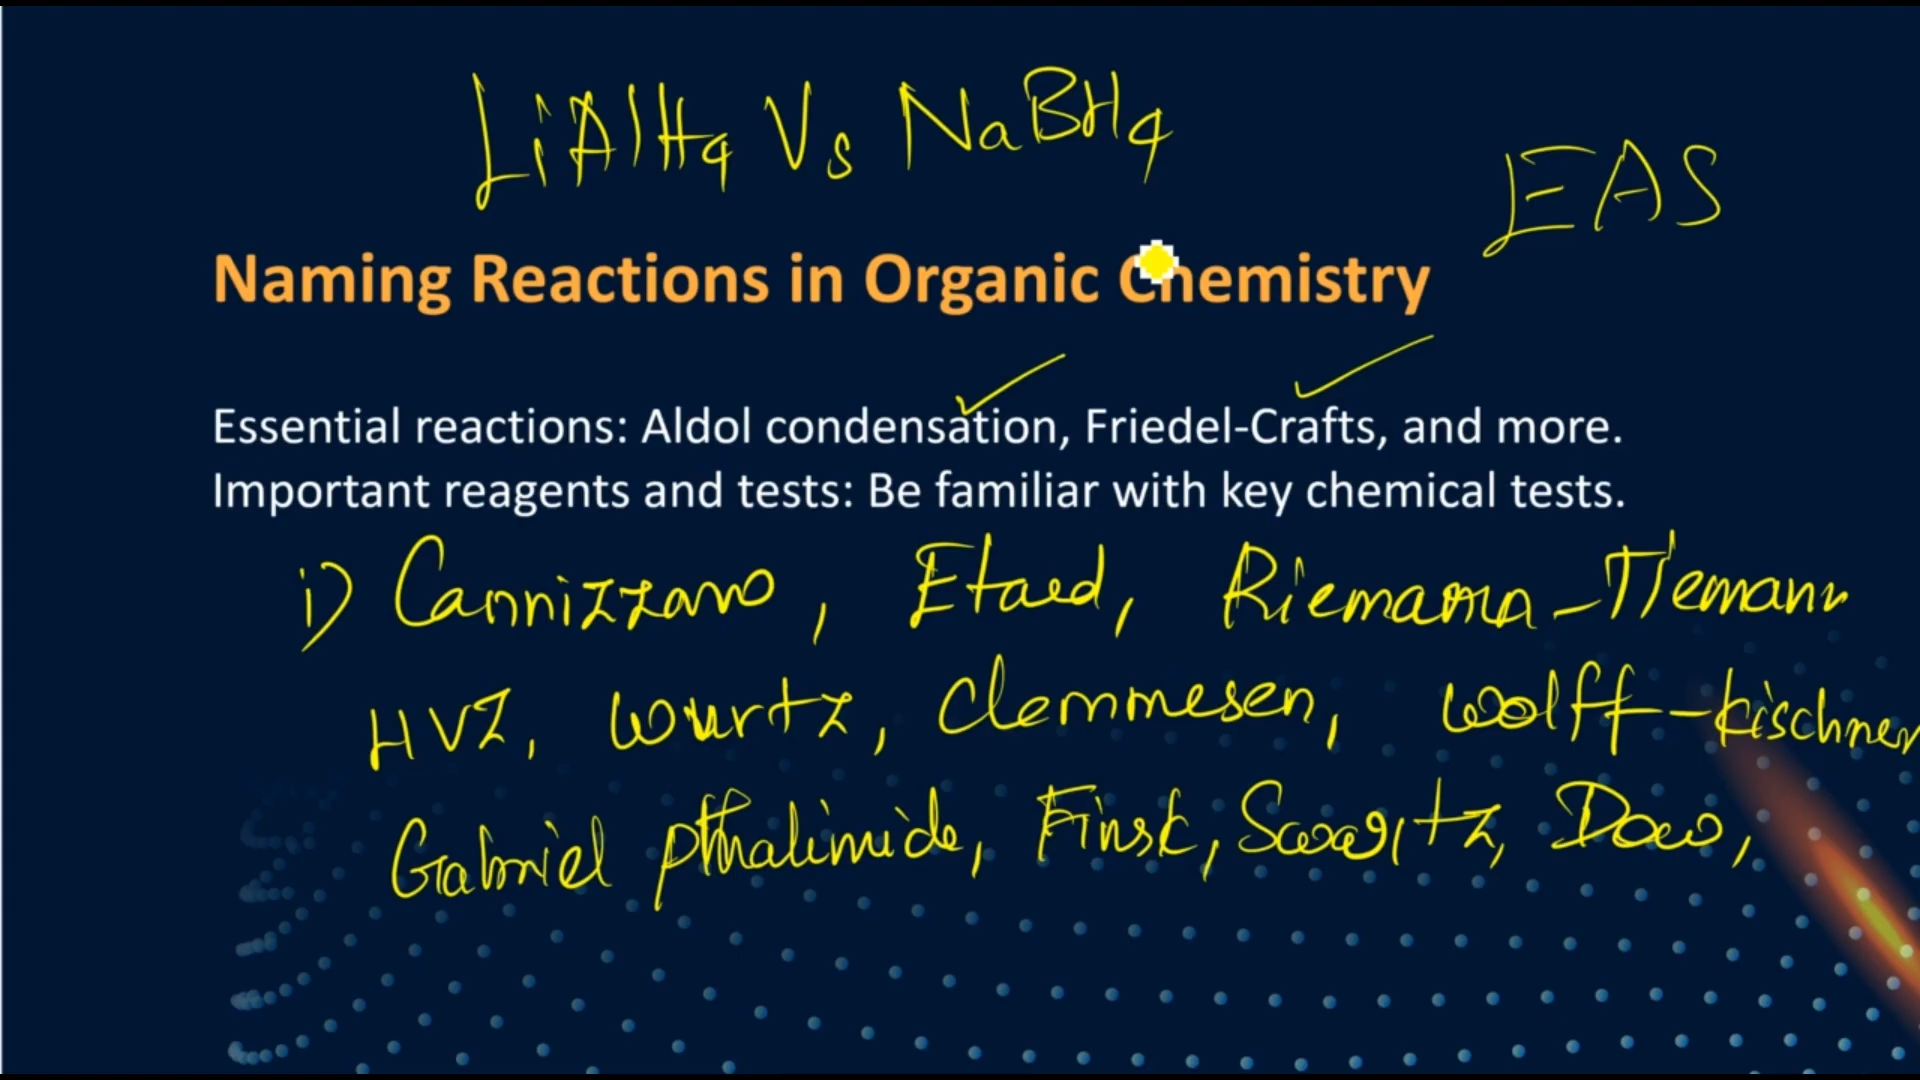 LiAlH4 Vs NaBH4
EAS
Naming Reactions in Organic Chemistry
Essential reactions: Aldol condensation, Friedel-Crafts, and more.
Important reagents and tests: Be familiar with key chemical tests.
i) Cannizzaro, Etard, Riemann-Tiemann
HVZ, Wurtz, Clemmesen, Wolff-Kischner
Gabriel pthalimide, Finsk, Swartz, Dow,